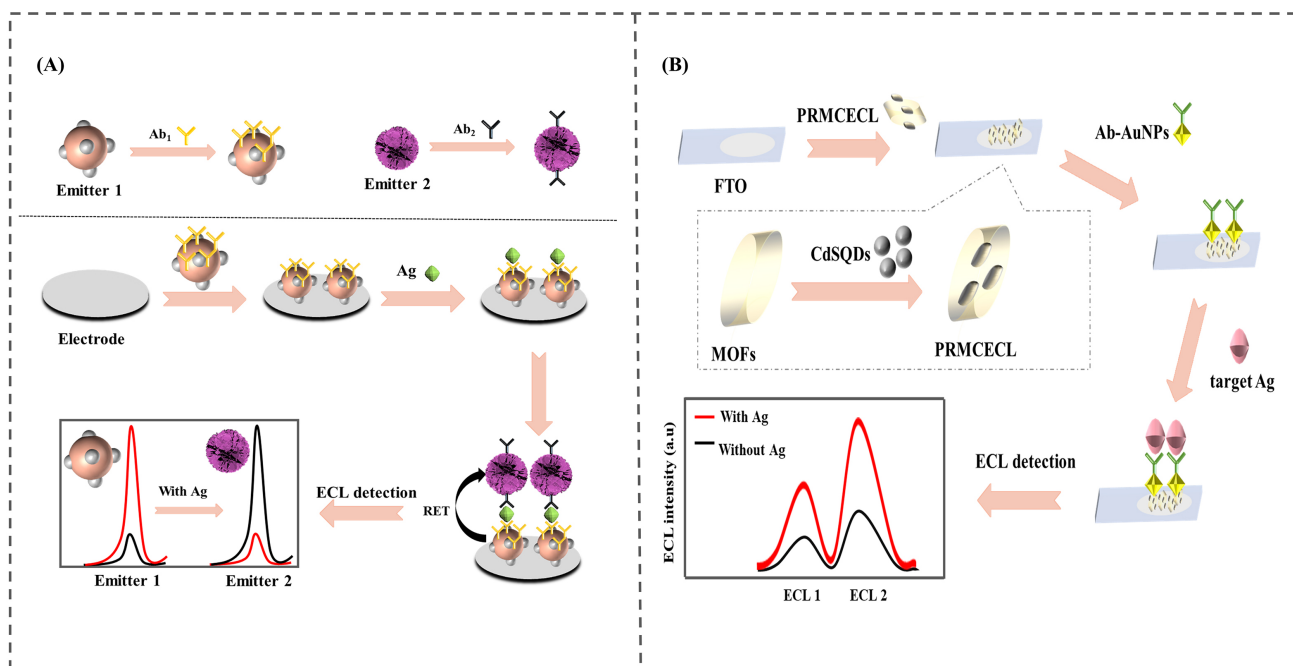 (A)
Ab₁
Emitter 1
Ab₂
Emitter 2
Electrode
Ag
RET
ECL detection
With Ag
Emitter 1
Emitter 2
(B)
PRMCECL
FTO
Ab-AuNPs
CdSQDs
MOFs
PRMCECL
target Ag
ECL detection
ECL intensity (a.u)
With Ag
Without Ag
ECL 1
ECL 2